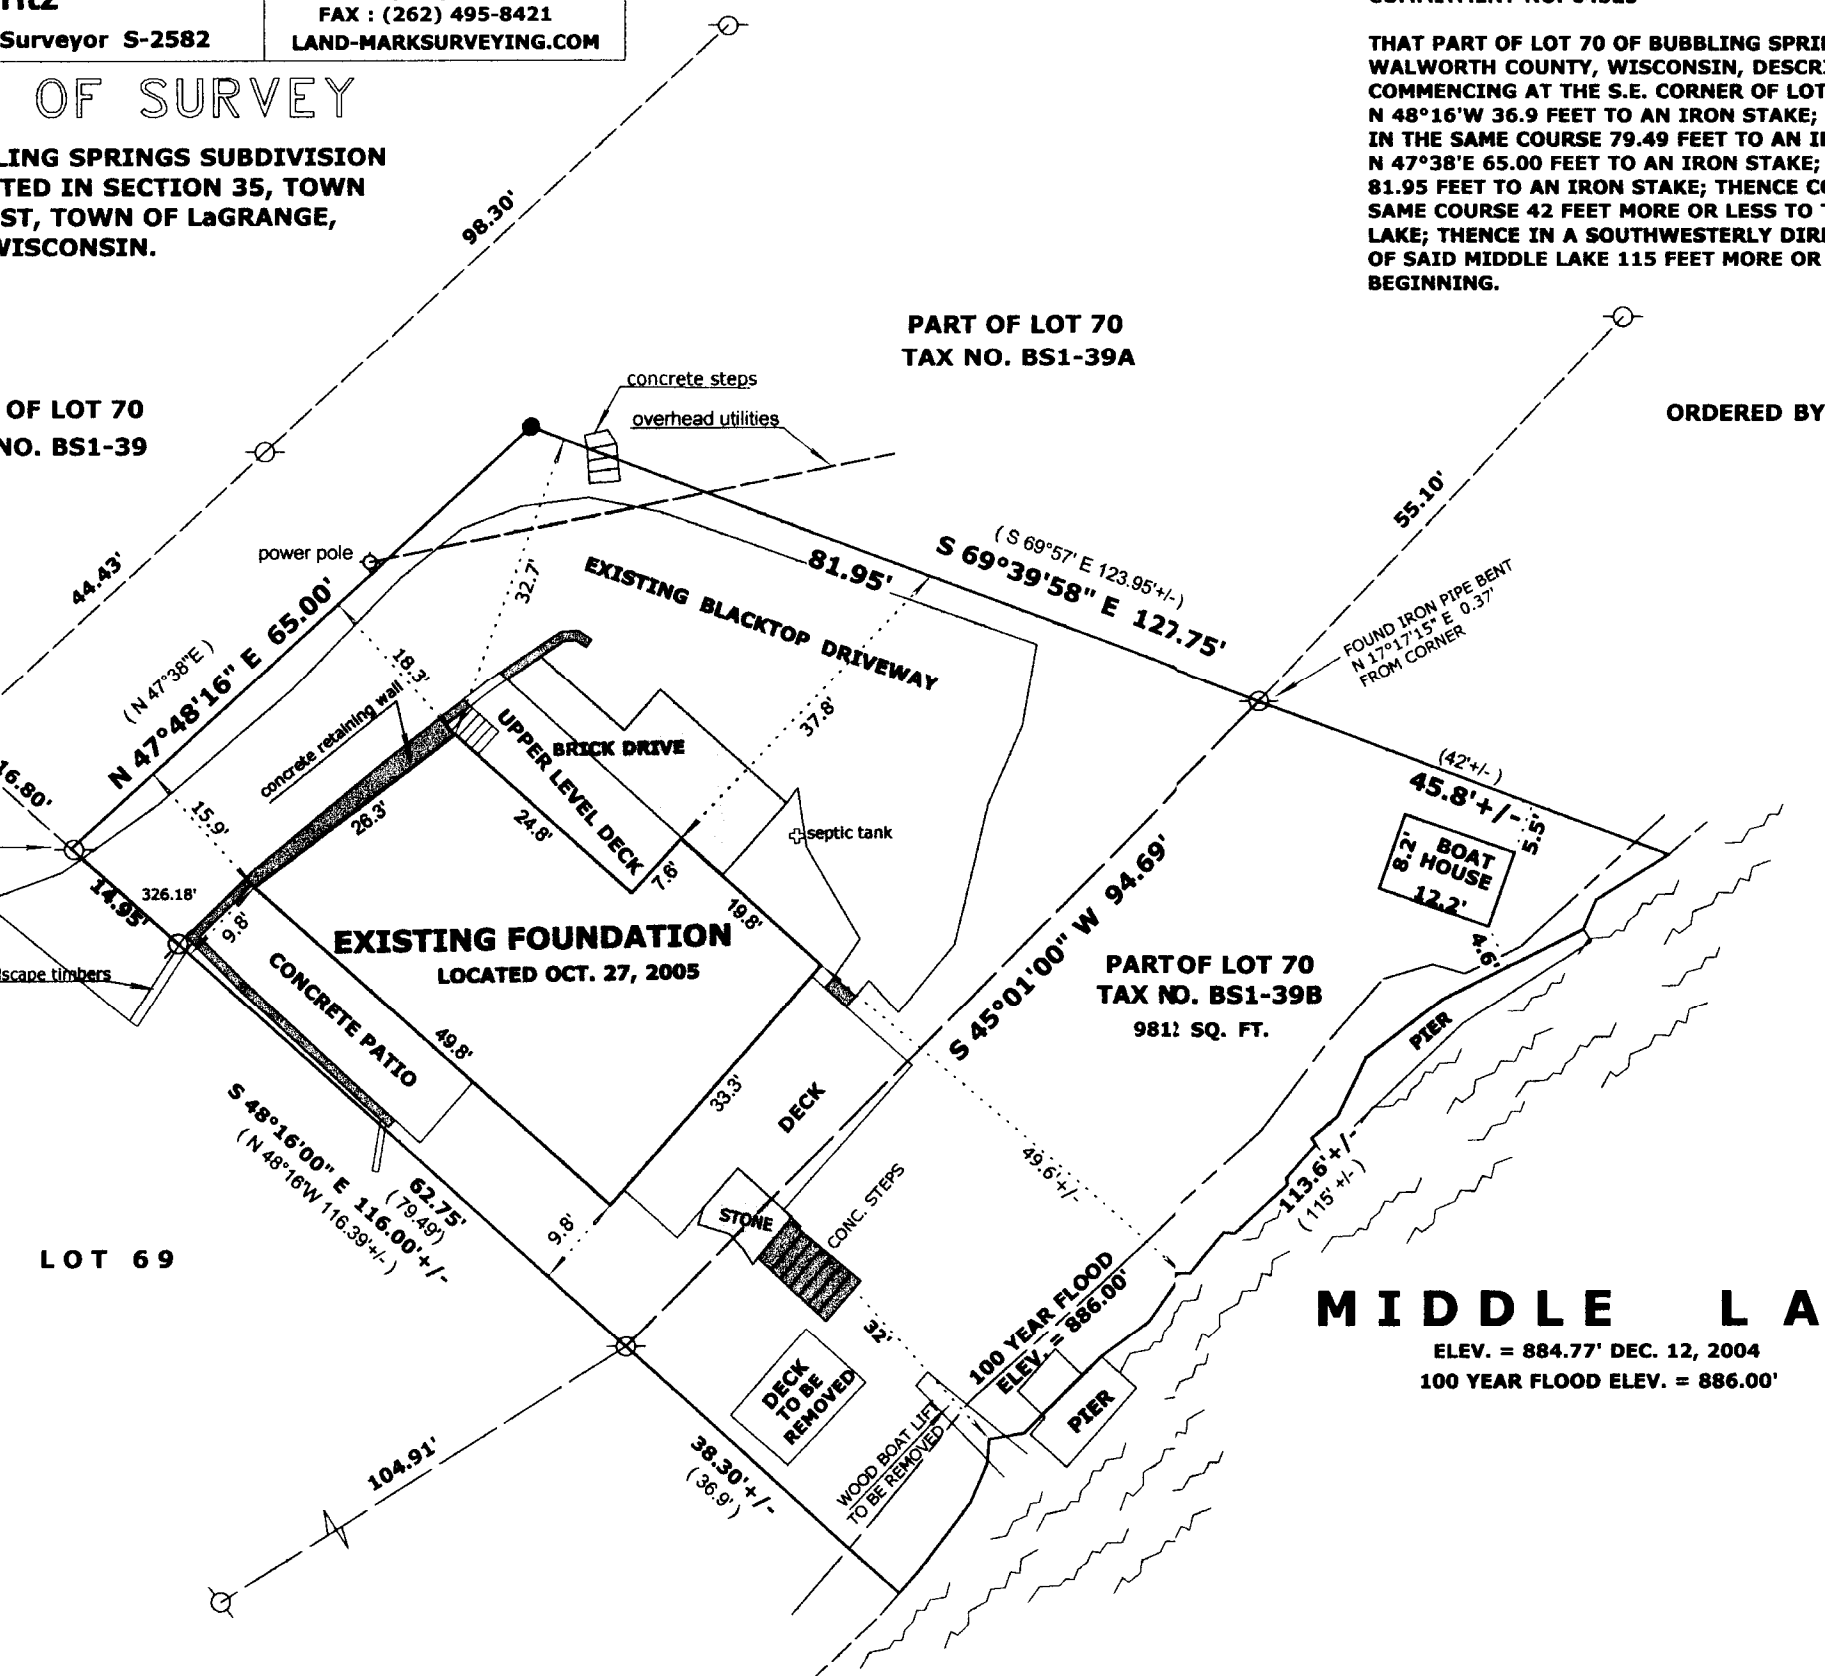 FAX : (262) 495-8421
Surveyor S-2582
LAND-MARKSURVEYING.COM
OF SURVEY
LING SPRINGS SUBDIVISION
TED IN SECTION 35, TOWN
ST, TOWN OF LaGRANGE,
WISCONSIN.
THAT PART OF LOT 70 OF BUBBLING SPRI
WALWORTH COUNTY, WISCONSIN, DESCR
COMMENCING AT THE S.E. CORNER OF LOT
N 48°16'W 36.9 FEET TO AN IRON STAKE;
IN THE SAME COURSE 79.49 FEET TO AN I
N 47°38'E 65.00 FEET TO AN IRON STAKE;
81.95 FEET TO AN IRON STAKE; THENCE C
SAME COURSE 42 FEET MORE OR LESS TO
LAKE; THENCE IN A SOUTHWESTERLY DIR
OF SAID MIDDLE LAKE 115 FEET MORE OR
BEGINNING.
98.30'
PART OF LOT 70
TAX NO. BS1-39A
OF LOT 70
NO. BS1-39
ORDERED BY
concrete steps
overhead utilities
55.10'
44.43'
power pole
32.7'
EXISTING BLACKTOP DRIVEWAY
81.95'
( S 69°57' E 123.95'+/- )
S 69°39'58" E 127.75'
FOUND IRON PIPE BENT
N 17°17'15" E 0.37'
FROM CORNER
( N 47°38"E )
N 47°48'16" E 65.00'
18.3'
37.8'
concrete retaining wall
UPPER LEVEL DECK
BRICK DRIVE
16.80'
15.9'
26.3'
24.8'
7.6'
septic tank
19.8'
(42'+/- )
45.8'+/-
5.5'
8.2'
BOAT
HOUSE
12.2'
4.6'
14.95'
326.18'
9.8'
EXISTING FOUNDATION
LOCATED OCT. 27, 2005
S 45°01'00" W 94.69'
PART OF LOT 70
TAX NO. BS1-39B
9812 SQ. FT.
scape timbers
CONCRETE PATIO
49.8'
33.3'
DECK
PIER
S 48°16'00" E 116.00'+/-
( N 48°16'W 116.39'+/- )
62.75'
( 79.49')
9.8'
STONE
CONC. STEPS
49.6'+/-
113.6'+/-
(115' +/- )
LOT 69
32'
100 YEAR FLOOD
ELEV. = 886.00'
MIDDLE LA
ELEV. = 884.77' DEC. 12, 2004
100 YEAR FLOOD ELEV. = 886.00'
DECK
TO BE
REMOVED
PIER
WOOD BOAT LIFT
TO BE REMOVED
104.91'
38.30'+/-
( 36.9' )